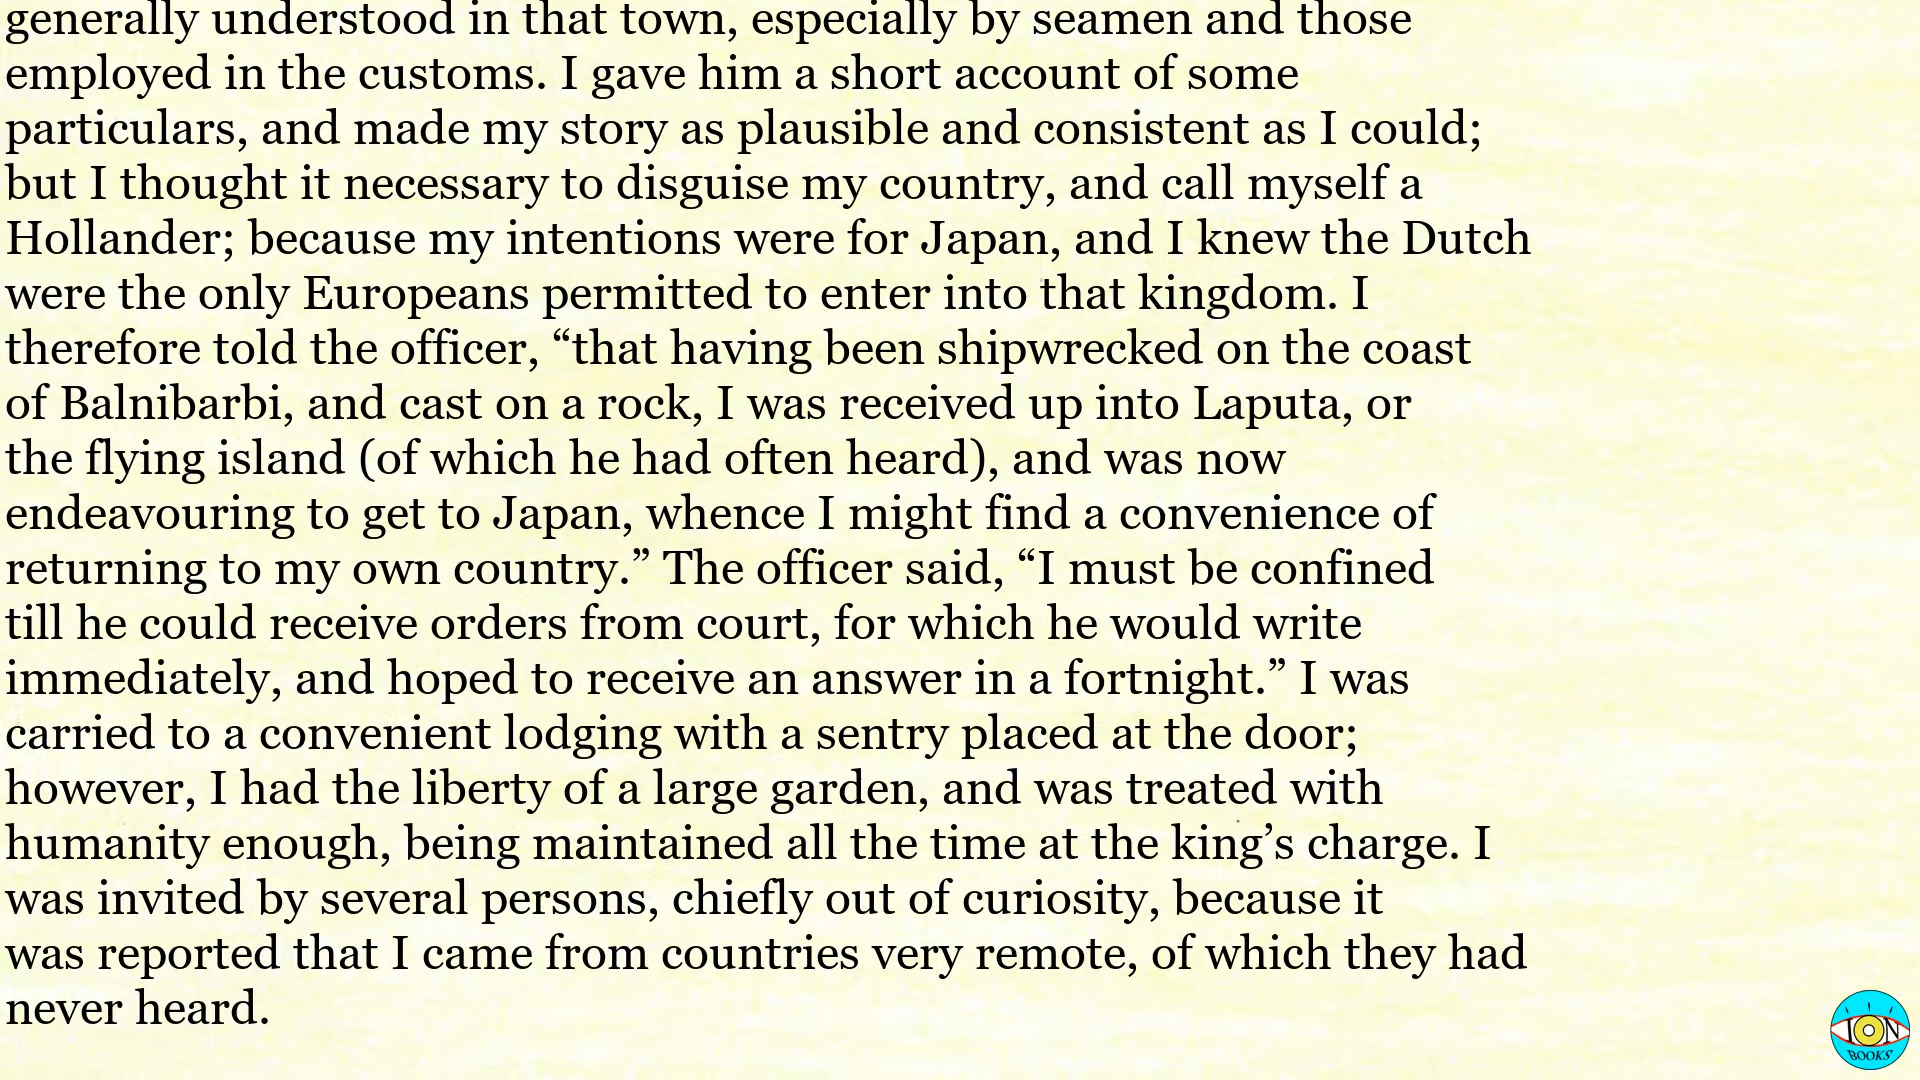 generally understood in that town, especially by seamen and those
employed in the customs. I gave him a short account of some
particulars, and made my story as plausible and consistent as I could;
but I thought it necessary to disguise my country, and call myself a
Hollander; because my intentions were for Japan, and I knew the Dutch
were the only Europeans permitted to enter into that kingdom. I
therefore told the officer, “that having been shipwrecked on the coast
of Balnibarbi, and cast on a rock, I was received up into Laputa, or
the flying island (of which he had often heard), and was now
endeavouring to get to Japan, whence I might find a convenience of
returning to my own country.” The officer said, “I must be confined
till he could receive orders from court, for which he would write
immediately, and hoped to receive an answer in a fortnight.” I was
carried to a convenient lodging with a sentry placed at the door;
however, I had the liberty of a large garden, and was treated with
humanity enough, being maintained all the time at the king’s charge. I
was invited by several persons, chiefly out of curiosity, because it
was reported that I came from countries very remote, of which they had
never heard.
ION
BOOKS